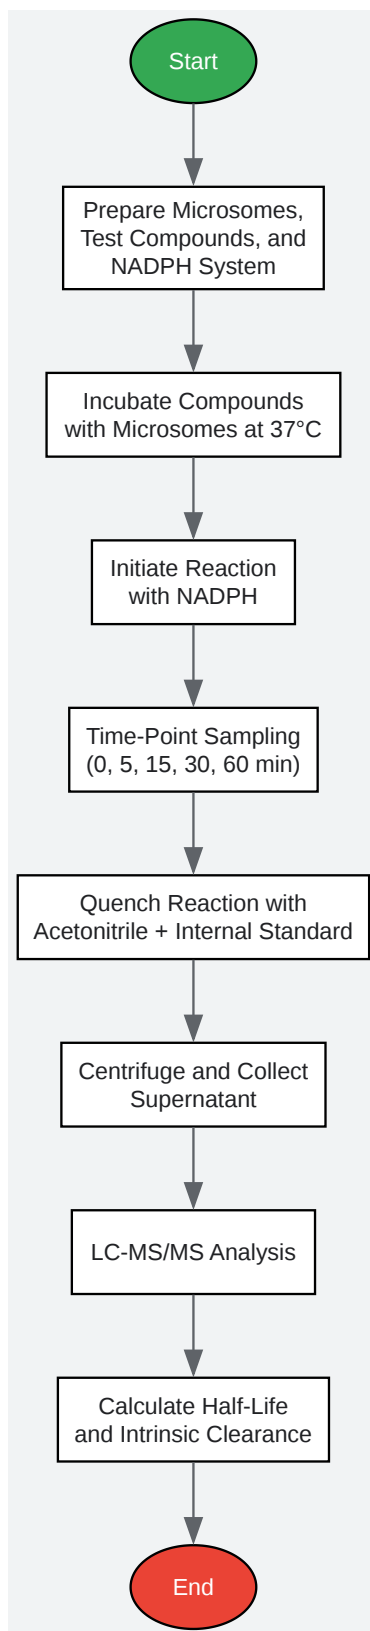 Start
Prepare Microsomes,
Test Compounds, and
NADPH System
Incubate Compounds
with Microsomes at 37°C
Initiate Reaction
with NADPH
Time-Point Sampling
(0, 5, 15, 30, 60 min)
Quench Reaction with
Acetonitrile + Internal Standard
Centrifuge and Collect
Supernatant
LC-MS/MS Analysis
Calculate Half-Life
and Intrinsic Clearance
End